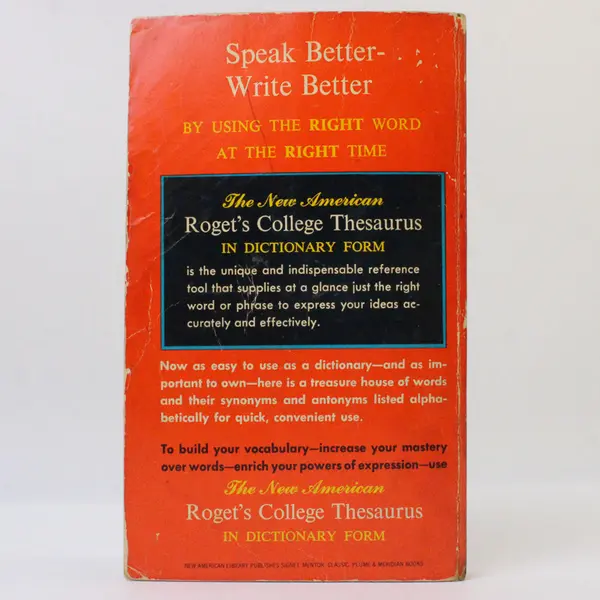 Speak Better-
Write Better
BY USING THE RIGHT WORD
AT THE RIGHT TIME
The New American
Roget's College Thesaurus
IN DICTIONARY FORM
is the unique and indispensable reference
tool that supplies at a glance just the right
word or phrase to express your ideas ac-
curately and effectively.
Now as easy to use as a dictionary—and as im-
portant to own—here is a treasure house of words
and their synonyms and antonyms listed alpha-
betically for quick, convenient use.
To build your vocabulary—increase your mastery
over words—enrich your powers of expression—use
The New American
Roget's College Thesaurus
IN DICTIONARY FORM
NEW AMERICAN LIBRARY PUBLISHES SIGNET, MENTOR, CLASSIC, PLUME & MERIDIAN BOOKS